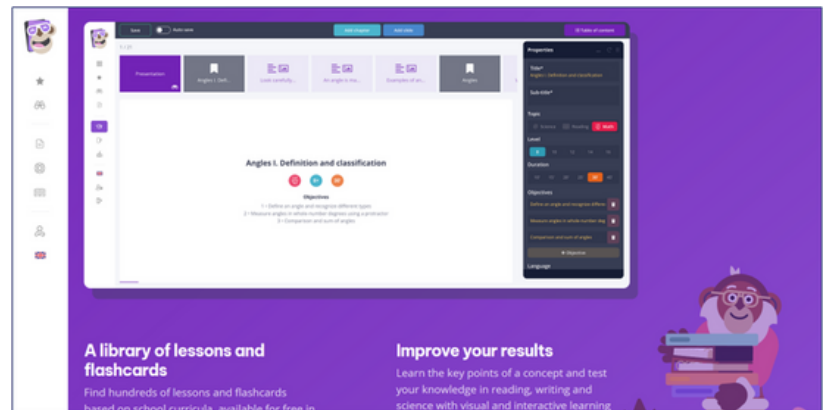 Save
Auto-save
Add chapter
Add slide
Table of content
1 / 21
Presentation
Angles I. Defi...
Look carefully...
An angle is ma...
Examples of an...
Angles
Angles I. Definition and classification
Objectives
1 • Define an angle and recognize different types
2 • Measure angles in whole-number degrees using a protractor
3 • Comparison and sum of angles
Properties
Title*
Angles I. Definition and classification
Sub-title*
Topic
Science
Reading
Math
Level
Duration
Objectives
Define an angle and recognize differen
Measure angles in whole-number deg
Comparison and sum of angles
Objective
Language
A library of lessons and
flashcards
Find hundreds of lessons and flashcards
based on school curricula, available for free in
Improve your results
Learn the key points of a concept and test
your knowledge in reading, writing and
science with visual and interactive learning